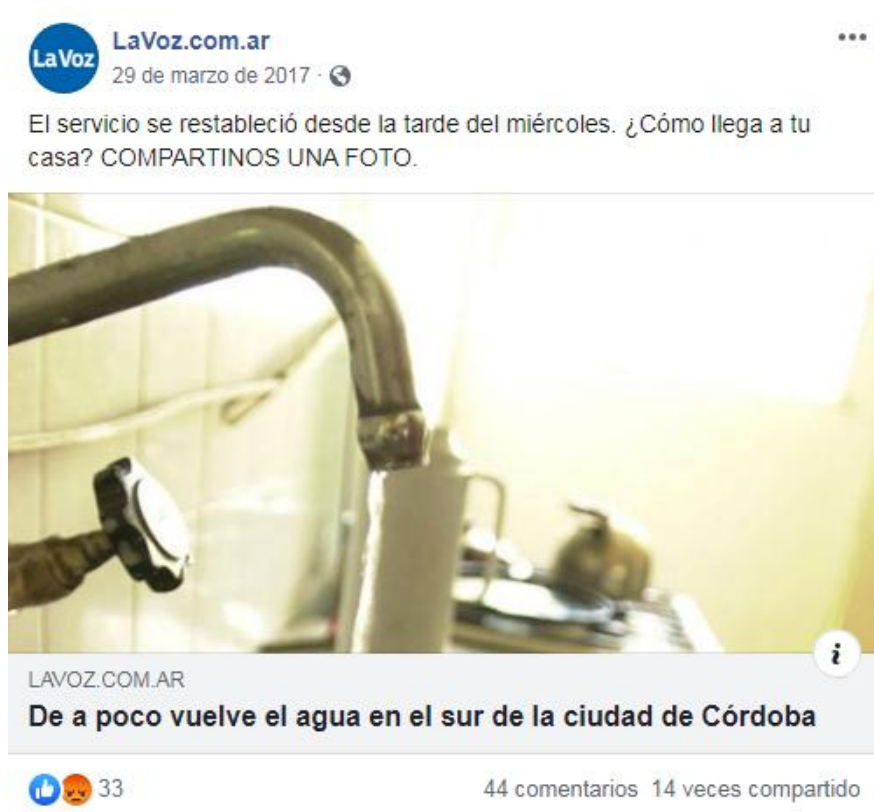 LaVoz
LaVoz.com.ar
29 de marzo de 2017 ·
El servicio se restableció desde la tarde del miércoles. ¿Cómo llega a tu
casa? COMPARTINOS UNA FOTO.
i
LAVOZ.COM.AR
De a poco vuelve el agua en el sur de la ciudad de Córdoba
33
44 comentarios 14 veces compartido